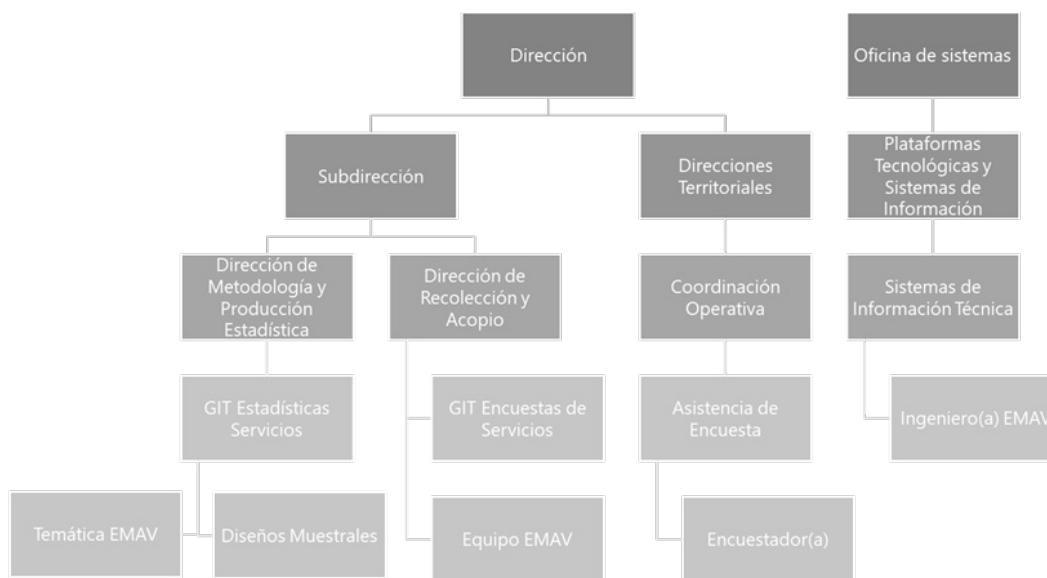 Dirección
Oficina de sistemas
Subdirección
Direcciones
Territoriales
Plataformas
Tecnológicas y
Sistemas de
Información
Dirección de
Metodología y
Producción
Estadística
Dirección de
Recolección y
Acopio
Coordinación
Operativa
Sistemas de
Información Técnica
GIT Estadísticas
Servicios
GIT Encuestas de
Servicios
Asistencia de
Encuesta
Ingeniero(a) EMAV
Temática EMAV
Diseños Muestrales
Equipo EMAV
Encuestador(a)